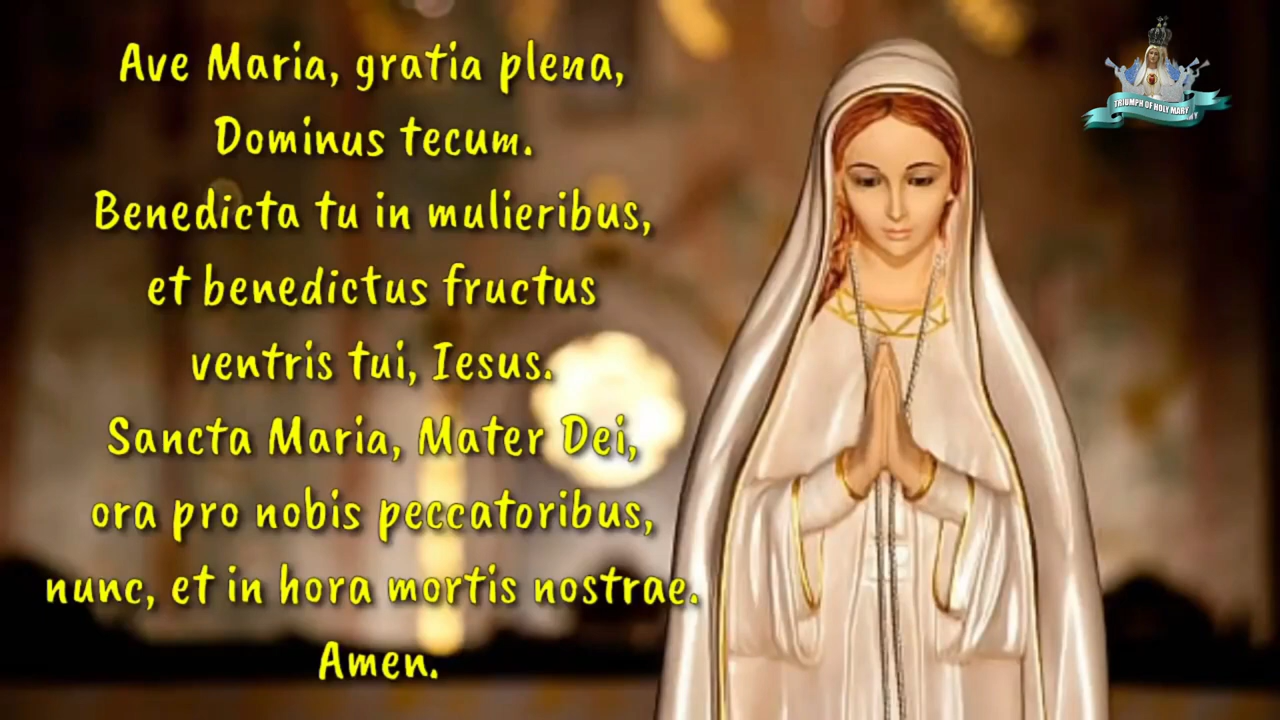 Ave Maria, gratia plena,
Dominus tecum.
Benedicta tu in mulieribus,
et benedictus fructus
ventris tui, Iesus.
Sancta Maria, Mater Dei,
ora pro nobis peccatoribus,
nunc, et in hora mortis nostrae.
Amen.
TRIUMPH OF HOLY MARY